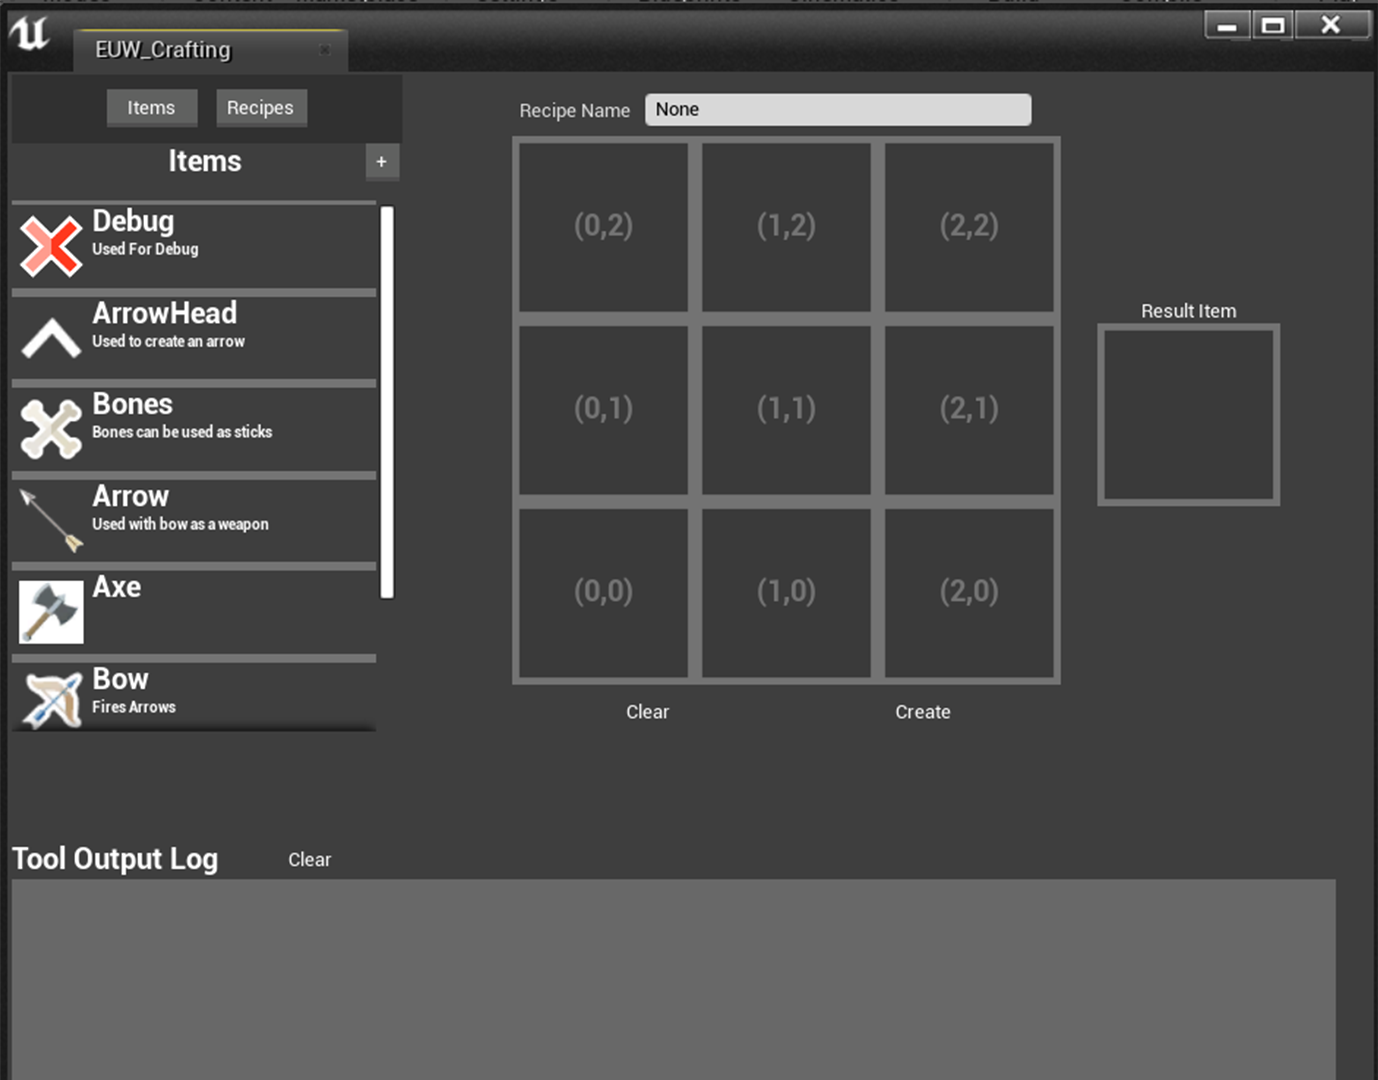 EUW_Crafting
Items
Recipes
Items
+
Debug
Used For Debug
ArrowHead
Used to create an arrow
Bones
Bones can be used as sticks
Arrow
Used with bow as a weapon
Axe
Bow
Fires Arrows
Recipe Name
None
(0,2) (1,2) (2,2)
(0,1) (1,1) (2,1)
(0,0) (1,0) (2,0)
Clear
Create
Result Item
Tool Output Log
Clear